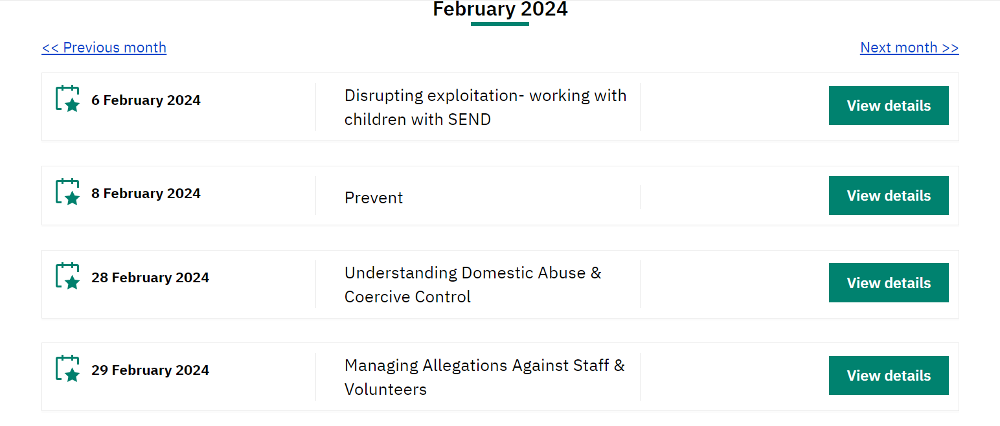 February 2024
<< Previous month
Next month >>
6 February 2024
Disrupting exploitation- working with
children with SEND
View details
8 February 2024
Prevent
View details
28 February 2024
Understanding Domestic Abuse &
Coercive Control
View details
29 February 2024
Managing Allegations Against Staff &
Volunteers
View details